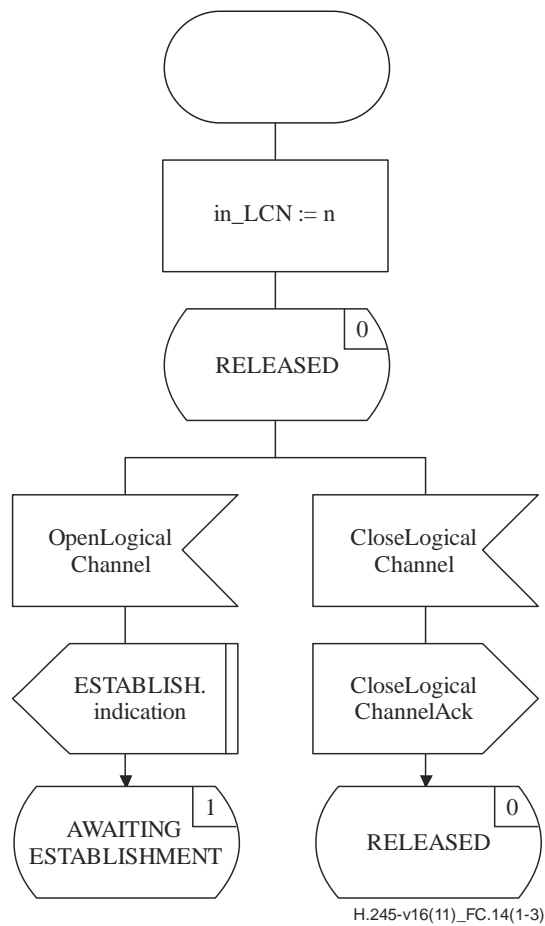 in_LCN := n
0
RELEASED
OpenLogical
Channel
CloseLogical
Channel
ESTABLISH.
indication
CloseLogical
ChannelAck
1
AWAITING
ESTABLISHMENT
0
RELEASED
H.245-v16(11)_FC.14(1-3)